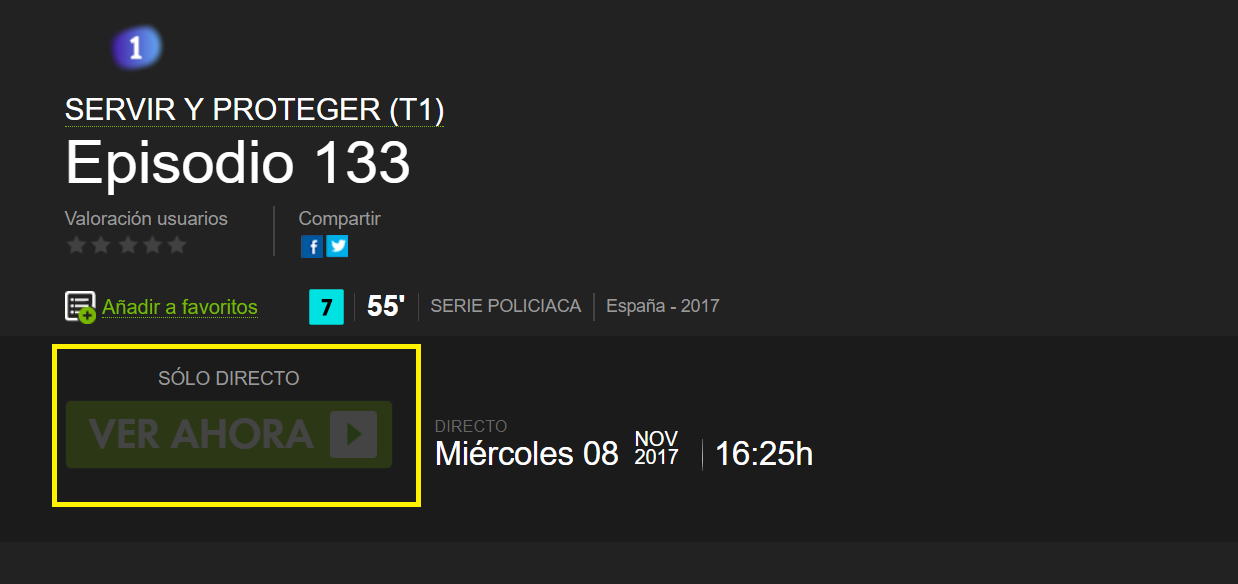 1
SERVIR Y PROTEGER (T1)
Episodio 133
Valoración usuarios
Compartir
f
Añadir a favoritos
7
55'
SERIE POLICIACA
España - 2017
SÓLO DIRECTO
VER AHORA
DIRECTO
Miércoles 08
NOV
2017
16:25h